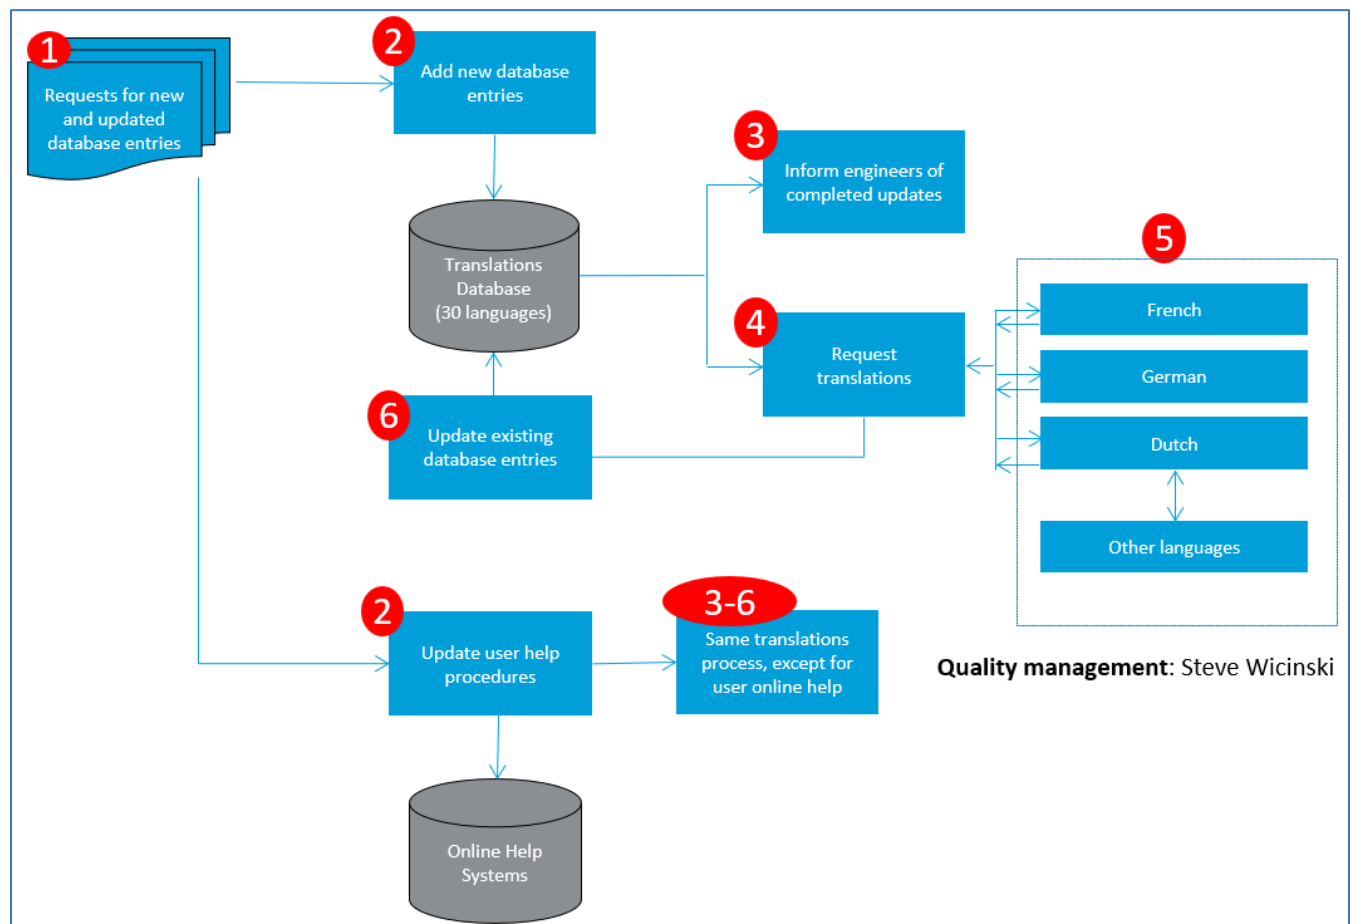 1
Requests for new
and updated
database entries
2
Add new database
entries
3
Inform engineers of
completed updates
Translations
Database
(30 languages)
4
Request
translations
5
French
German
Dutch
Other languages
6
Update existing
database entries
2
Update user help
procedures
3-6
Same translations
process, except for
user online help
Quality management: Steve Wicinski
Online Help
Systems